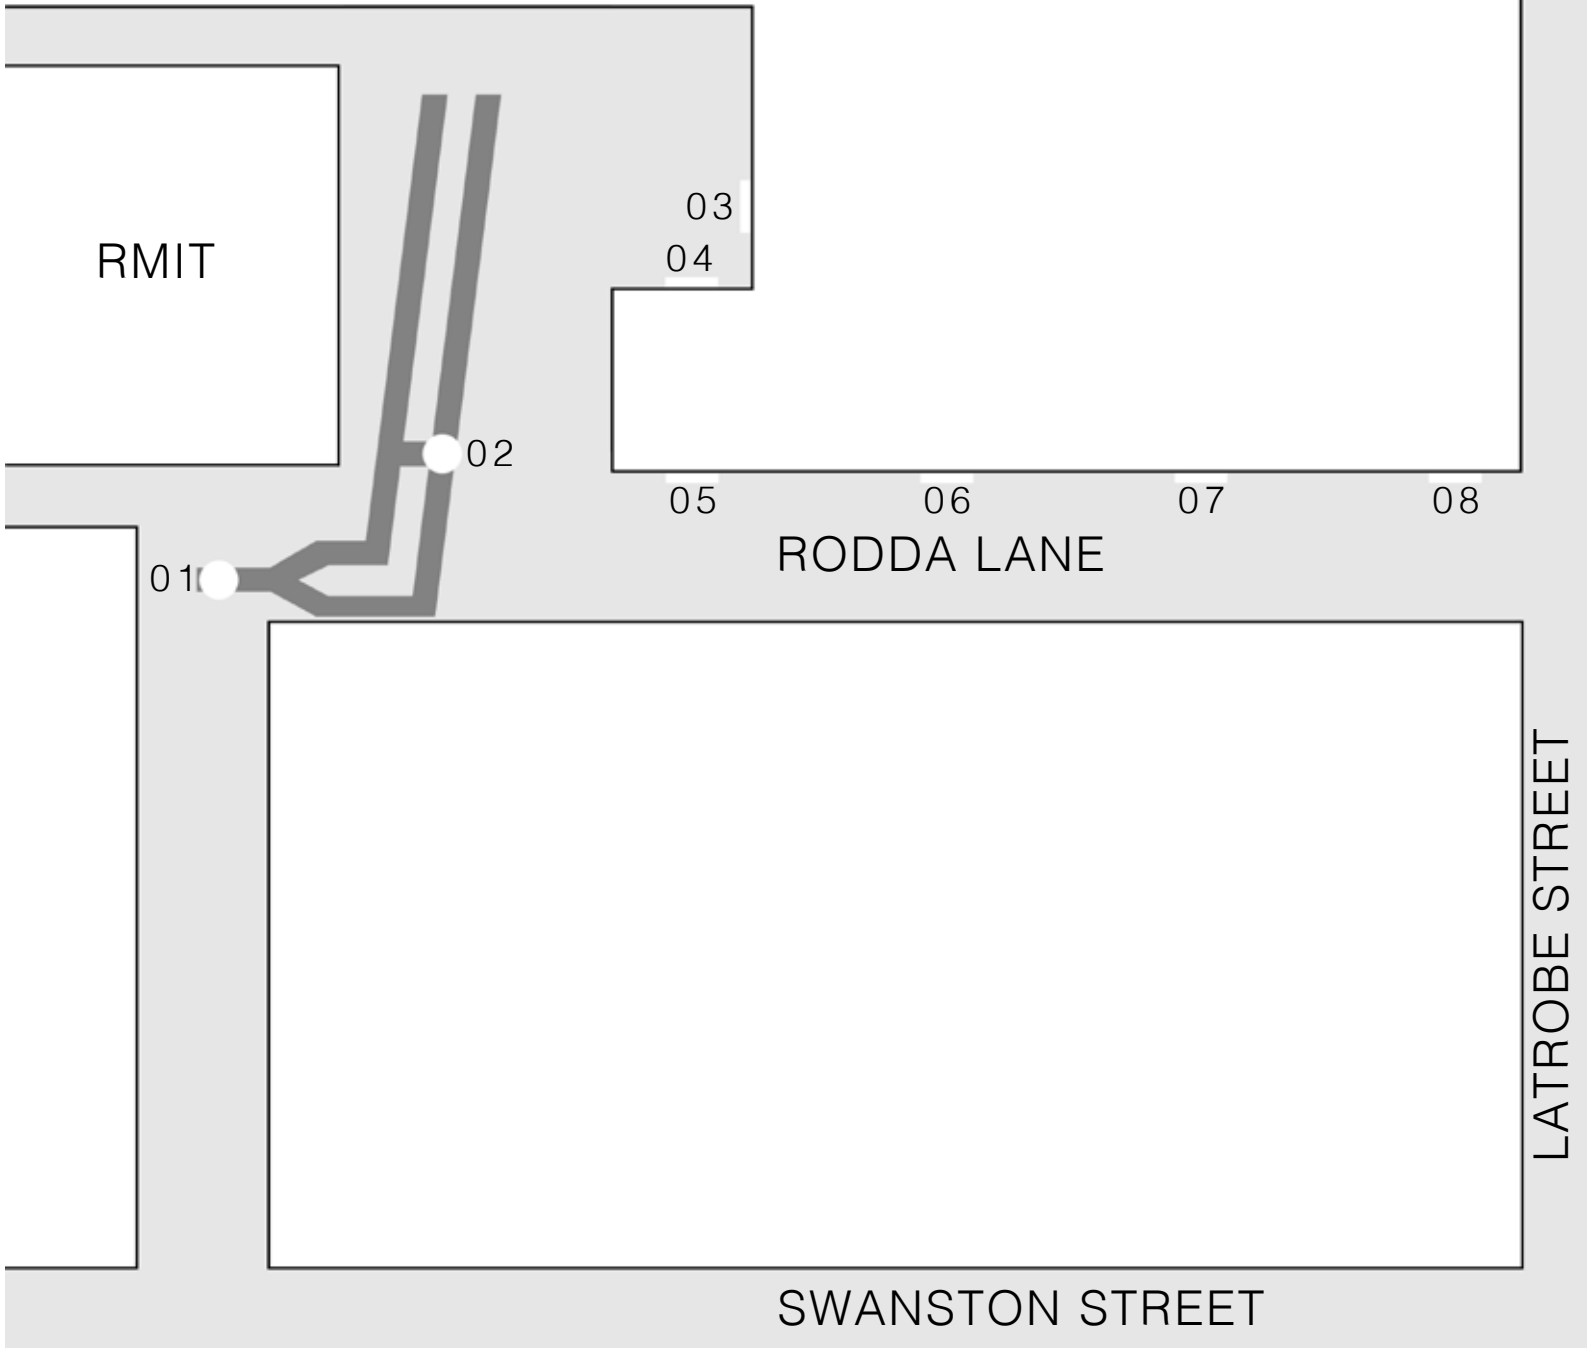 03
04
RMIT
02
05 06 07 08
RODDA LANE
01
LATROBE STREET
SWANSTON STREET